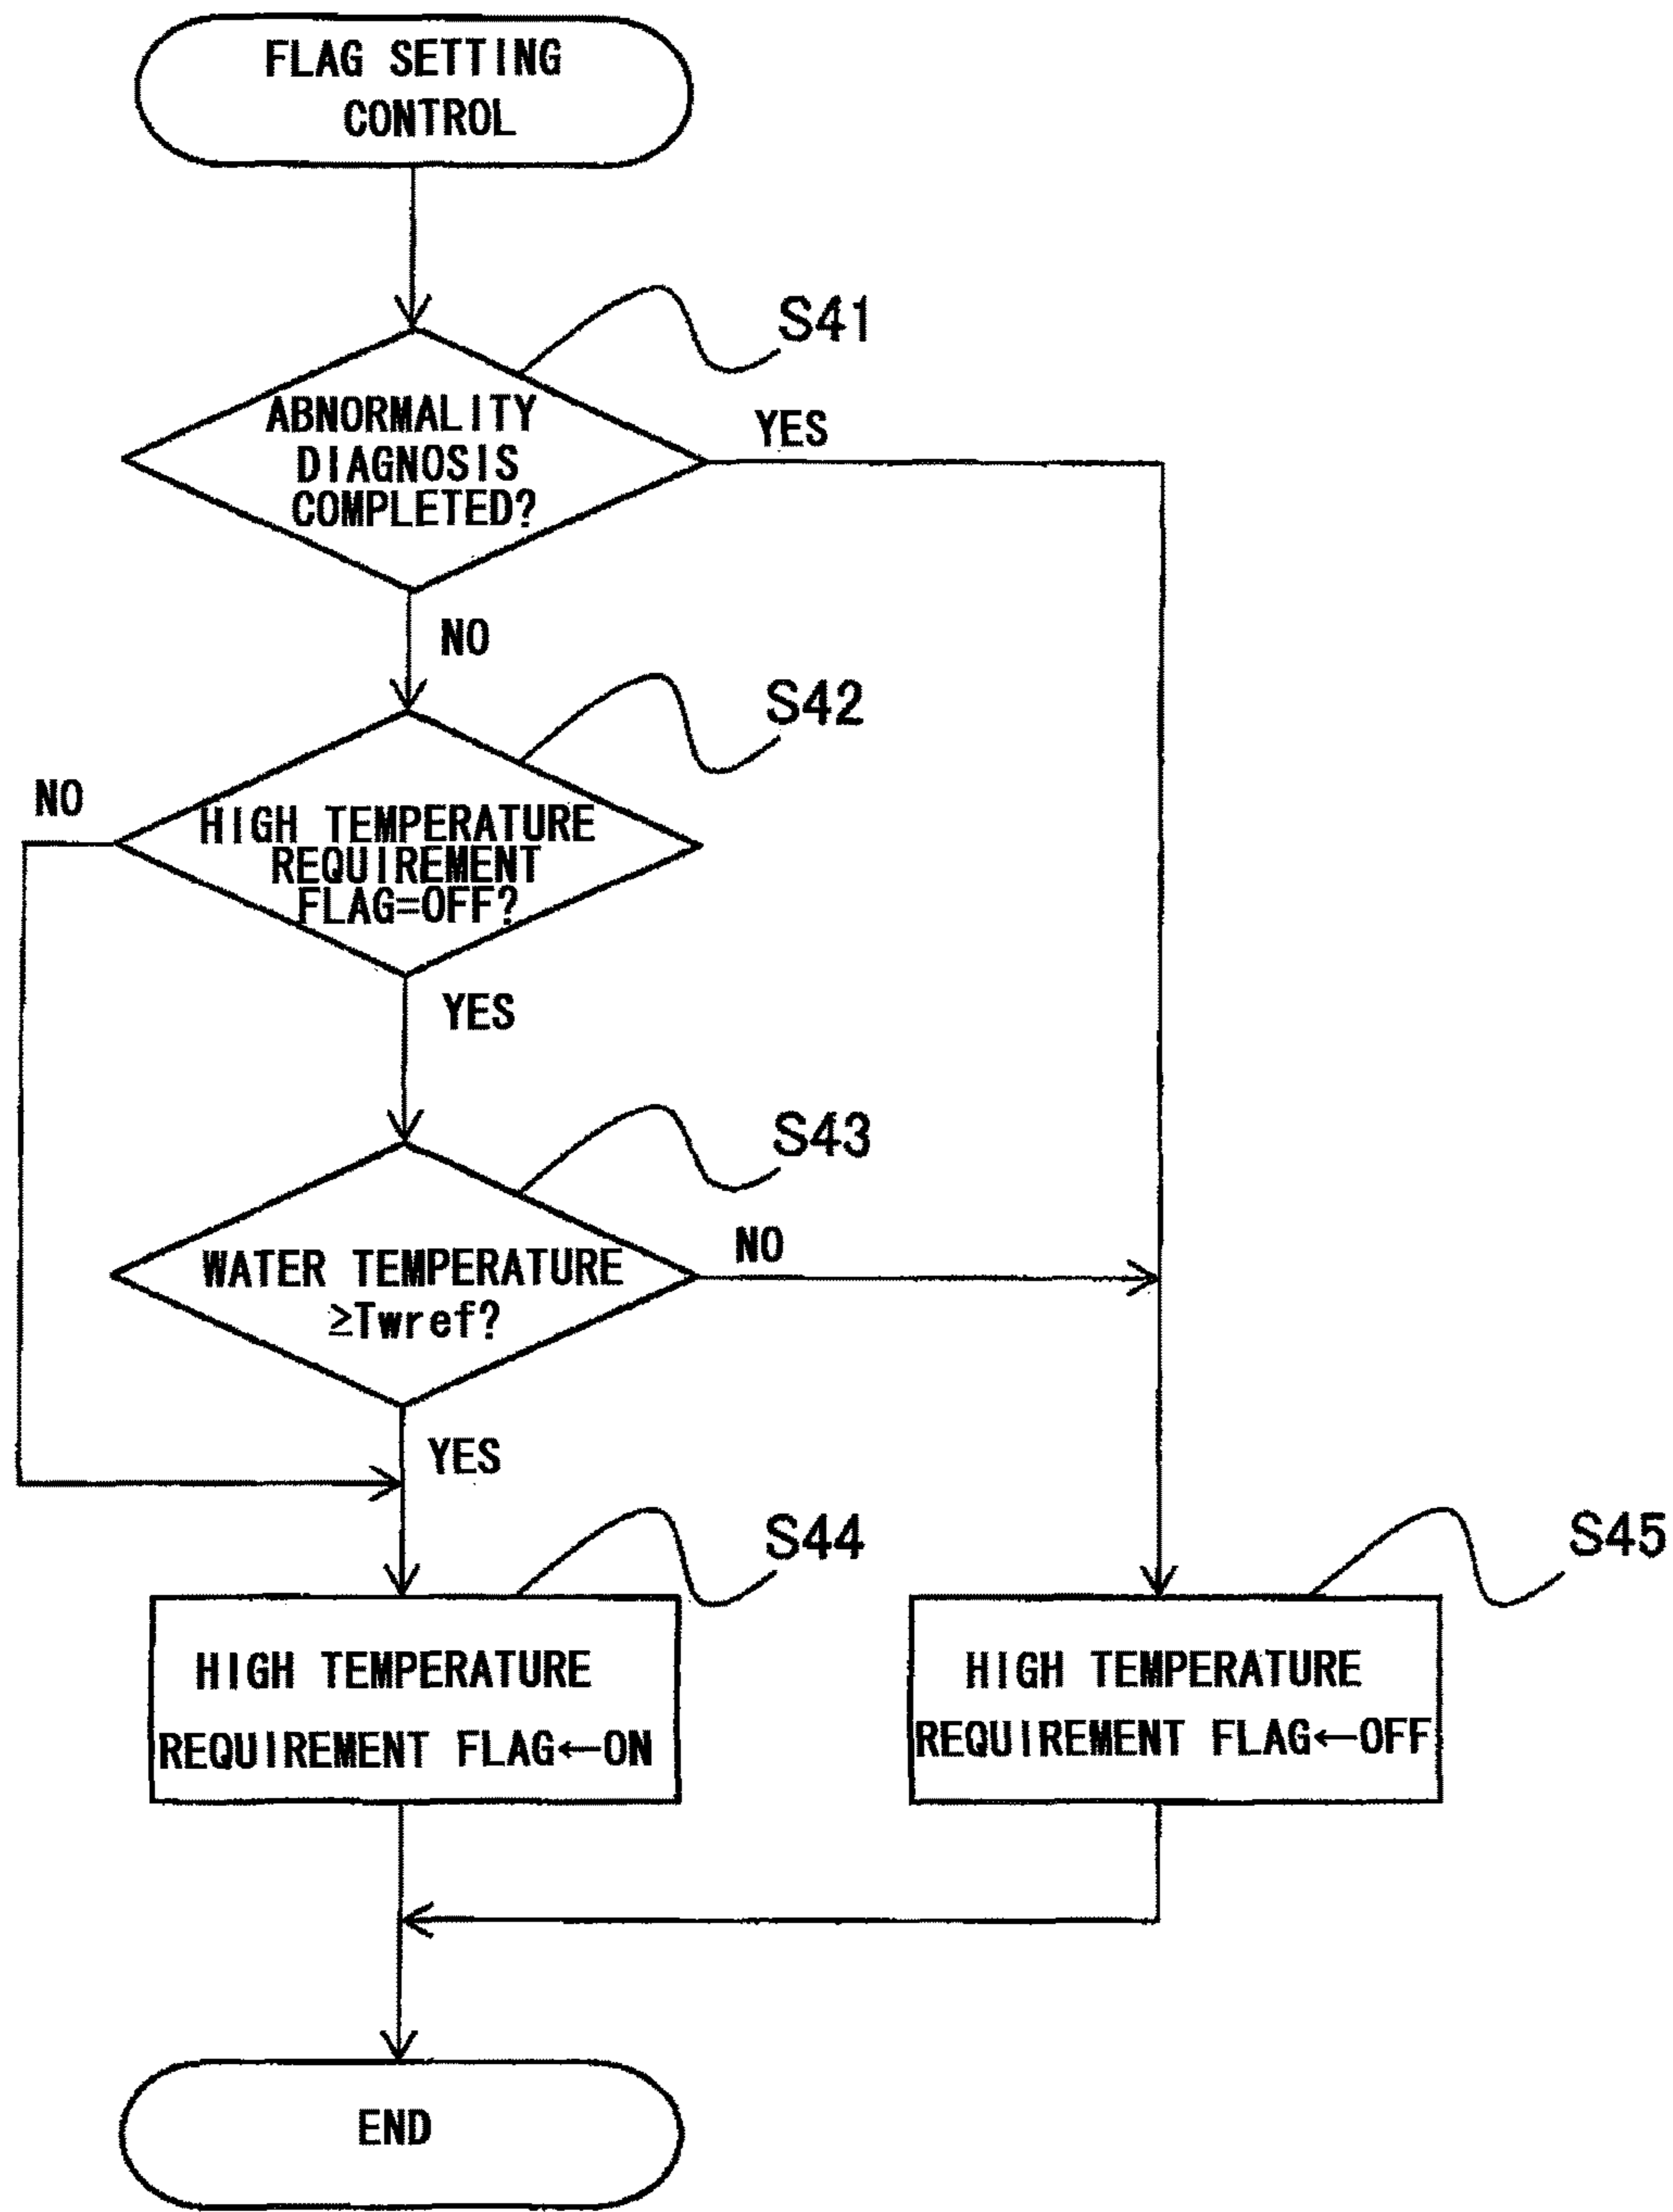 FLAG SETTING
CONTROL
S41
ABNORMALITY
DIAGNOSIS
COMPLETED?
YES
NO
S42
NO
HIGH TEMPERATURE
REQUIREMENT
FLAG=OFF?
YES
S43
WATER TEMPERATURE
≥Twref?
NO
YES
S44
HIGH TEMPERATURE
REQUIREMENT FLAG←ON
S45
HIGH TEMPERATURE
REQUIREMENT FLAG←OFF
END